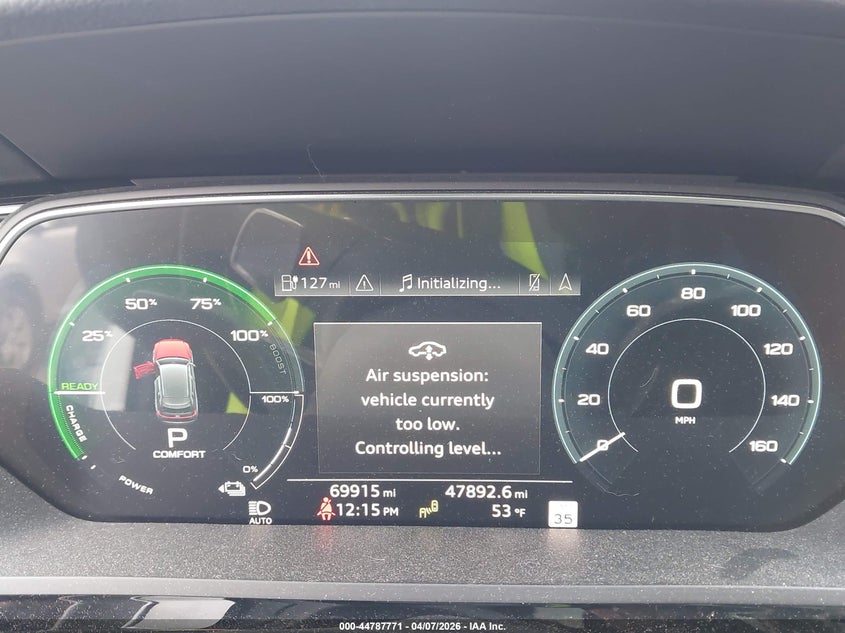 127 mi
Initializing...
25%
50%
75%
100%
BOOST
READY
CHARGE
POWER
100%
0%
P
COMFORT
Air suspension:
vehicle currently
too low.
Controlling level...
0
20
40
60
80
100
120
140
160
0
MPH
69915 mi
47892.6 mi
AUTO
12:15 PM
53 °F
35
000-44787771 - 04/07/2026 - IAA Inc.